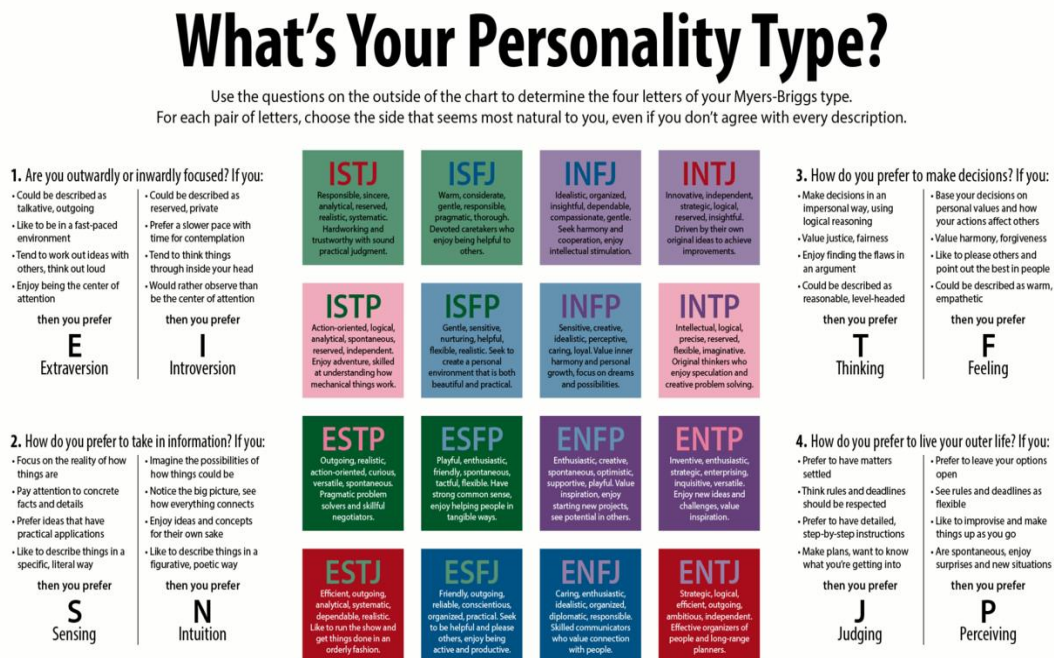 What's Your Personality Type?
Use the questions on the outside of the chart to determine the four letters of your Myers-Briggs type.
For each pair of letters, choose the side that seems most natural to you, even if you don't agree with every description.
1. Are you outwardly or inwardly focused? If you:
• Could be described as
talkative, outgoing
• Like to be in a fast-paced
environment
• Tend to work out ideas with
others, think out loud
• Enjoy being the center of
attention
then you prefer
E
Extraversion
• Could be described as
reserved, private
• Prefer a slower pace with
time for contemplation
• Tend to think things
through inside your head
• Would rather observe than
be the center of attention
then you prefer
I
Introversion
2. How do you prefer to take in information? If you:
• Focus on the reality of how
things are
• Pay attention to concrete
facts and details
• Prefer ideas that have
practical applications
• Like to describe things in a
specific, literal way
then you prefer
S
Sensing
• Imagine the possibilities of
how things could be
• Notice the big picture, see
how everything connects
• Enjoy ideas and concepts
for their own sake
• Like to describe things in a
figurative, poetic way
then you prefer
N
Intuition
ISTJ
Responsible, sincere,
analytical, reserved,
realistic, systematic.
Hardworking and
trustworthy with sound
practical judgment.
ISFJ
Warm, considerate,
gentle, responsible,
pragmatic, thorough.
Devoted caretakers who
enjoy being helpful to
others.
INFJ
Idealistic, organized,
insightful, dependable,
compassionate, gentle.
Seek harmony and
cooperation, enjoy
intellectual stimulation.
INTJ
Innovative, independent,
strategic, logical,
reserved, insightful.
Driven by their own
original ideas to achieve
improvements.
ISTP
Action-oriented, logical,
analytical, spontaneous,
reserved, independent.
Enjoy adventure, skilled
at understanding how
mechanical things work.
ISFP
Gentle, sensitive,
nurturing, helpful,
flexible, realistic. Seek to
create a personal
environment that is both
beautiful and practical.
INFP
Sensitive, creative,
idealistic, perceptive,
caring, loyal. Value inner
harmony and personal
growth, focus on dreams
and possibilities.
INTP
Intellectual, logical,
precise, reserved,
flexible, imaginative.
Original thinkers who
enjoy speculation and
creative problem solving.
ESTP
Outgoing, realistic,
action-oriented, curious,
versatile, spontaneous.
Pragmatic problem
solvers and skillful
negotiators.
ESFP
Playful, enthusiastic,
friendly, spontaneous,
tactful, flexible. Have
strong common sense,
enjoy helping people in
tangible ways.
ENFP
Enthusiastic, creative,
spontaneous, optimistic,
supportive, playful. Value
inspiration, enjoy
starting new projects,
see potential in others.
ENTP
Inventive, enthusiastic,
strategic, enterprising,
inquisitive, versatile.
Enjoy new ideas and
challenges, value
inspiration.
ESTJ
Efficient, outgoing,
analytical, systematic,
dependable, realistic.
Like to run the show and
get things done in an
orderly fashion.
ESFJ
Friendly, outgoing,
reliable, conscientious,
organized, practical. Seek
to be helpful and please
others, enjoy being
active and productive.
ENFJ
Caring, enthusiastic,
idealistic, organized,
diplomatic, responsible.
Skilled communicators
who value connection
with people.
ENTJ
Strategic, logical,
efficient, outgoing,
ambitious, independent.
Effective organizers of
people and long-range
planners.
3. How do you prefer to make decisions? If you:
• Make decisions in an
impersonal way, using
logical reasoning
• Value justice, fairness
• Enjoy finding the flaws in
an argument
• Could be described as
reasonable, level-headed
then you prefer
T
Thinking
• Base your decisions on
personal values and how
your actions affect others
• Value harmony, forgiveness
• Like to please others and
point out the best in people
• Could be described as warm,
empathetic
then you prefer
F
Feeling
4. How do you prefer to live your outer life? If you:
• Prefer to have matters
settled
• Think rules and deadlines
should be respected
• Prefer to have detailed,
step-by-step instructions
• Make plans, want to know
what you're getting into
then you prefer
J
Judging
• Prefer to leave your options
open
• See rules and deadlines as
flexible
• Like to improvise and make
things up as you go
• Are spontaneous, enjoy
surprises and new situations
then you prefer
P
Perceiving